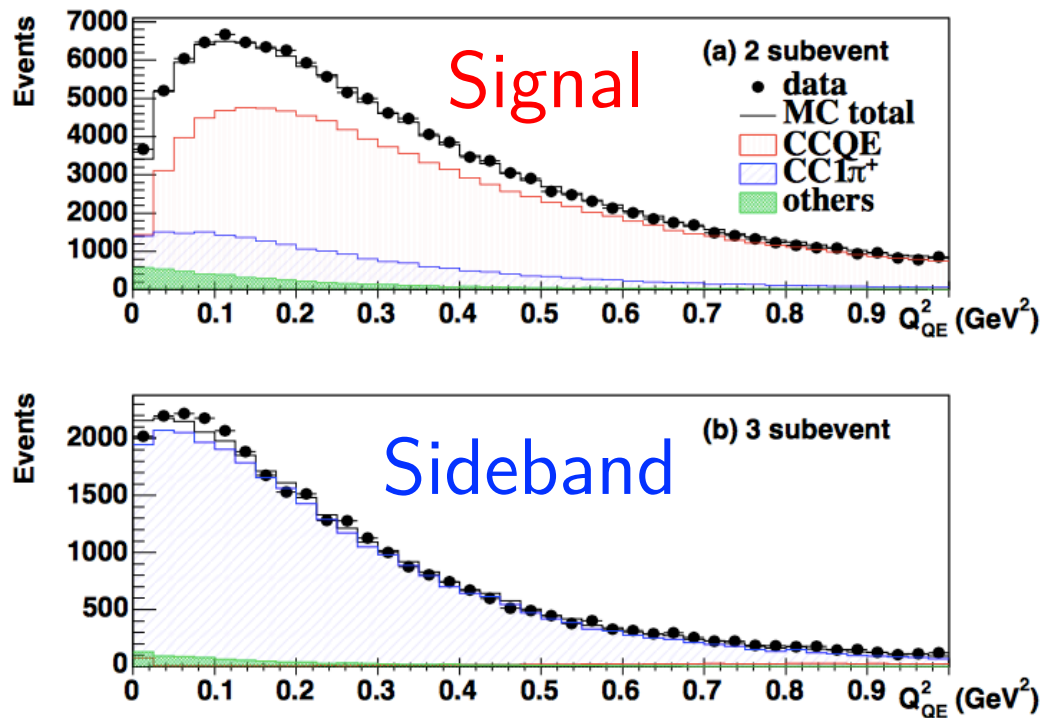 7000
6000
5000
4000
3000
2000
1000
0
Events
Signal
(a) 2 subevent
data
MC total
CCQE
CC1π⁺
others
0 0.1 0.2 0.3 0.4 0.5 0.6 0.7 0.8 0.9
Q²QE (GeV²)
2000
1500
1000
500
0
Events
Sideband
(b) 3 subevent
0 0.1 0.2 0.3 0.4 0.5 0.6 0.7 0.8 0.9
Q²QE (GeV²)